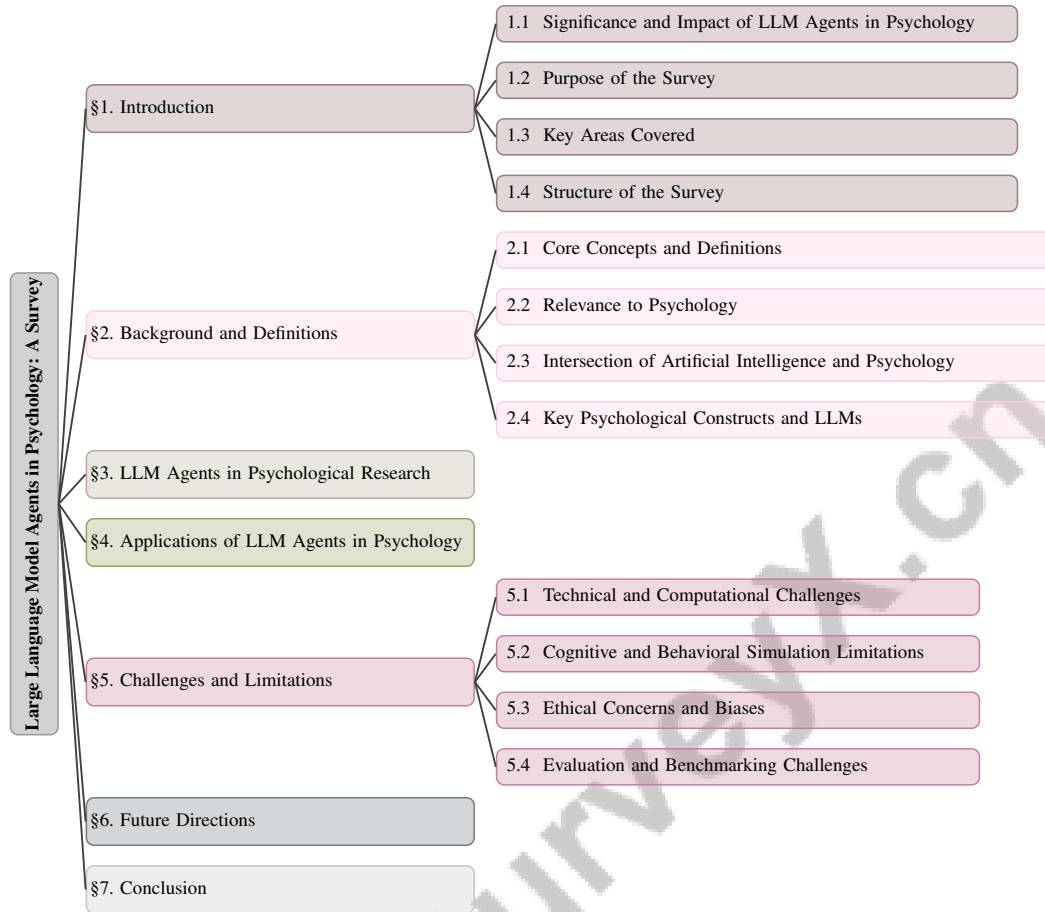 Large Language Model Agents in Psychology: A Survey
§1. Introduction
1.1 Significance and Impact of LLM Agents in Psychology
1.2 Purpose of the Survey
1.3 Key Areas Covered
1.4 Structure of the Survey
§2. Background and Definitions
2.1 Core Concepts and Definitions
2.2 Relevance to Psychology
2.3 Intersection of Artificial Intelligence and Psychology
2.4 Key Psychological Constructs and LLMs
§3. LLM Agents in Psychological Research
§4. Applications of LLM Agents in Psychology
§5. Challenges and Limitations
5.1 Technical and Computational Challenges
5.2 Cognitive and Behavioral Simulation Limitations
5.3 Ethical Concerns and Biases
5.4 Evaluation and Benchmarking Challenges
§6. Future Directions
§7. Conclusion
urveyx.cn